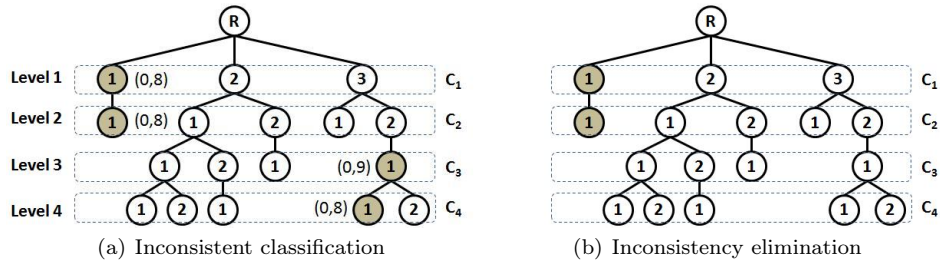 R R
Level 1 1 (0,8) 2 3 C1 1 2 3 C1
Level 2 1 (0,8) 1 2 1 2 C2 1 1 2 1 2 C2
Level 3 1 2 1 (0,9) 1 C3 1 2 1 1 C3
Level 4 1 2 1 (0,8) 1 2 C4 1 2 1 1 2 C4
(a) Inconsistent classification (b) Inconsistency elimination